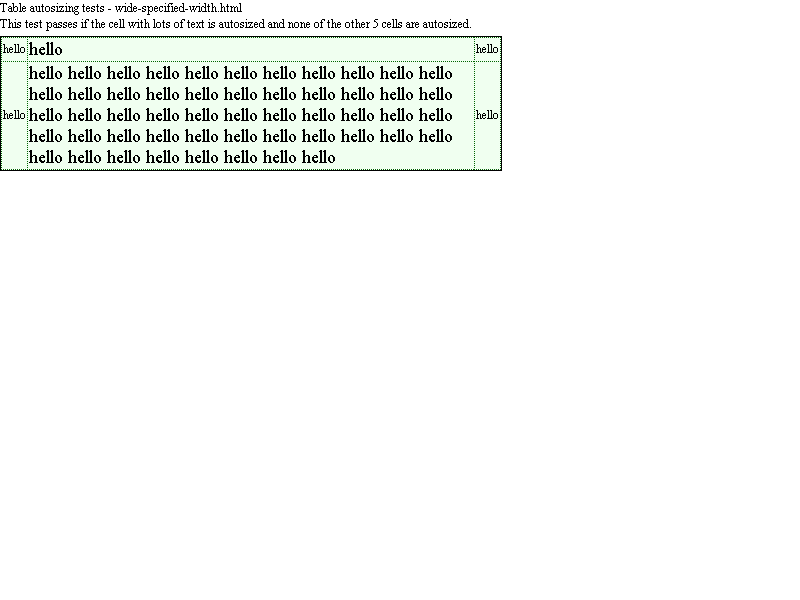 Table autosizing tests - wide-specified-width.html
This test passes if the cell with lots of text is autosized and none of the other 5 cells are autosized.
hello hello hello
hello hello hello hello hello hello hello hello hello hello hello
hello hello hello hello hello hello hello hello hello hello hello
hello hello hello hello hello hello hello hello hello hello hello hello hello
hello hello hello hello hello hello hello hello hello hello hello
hello hello hello hello hello hello hello hello